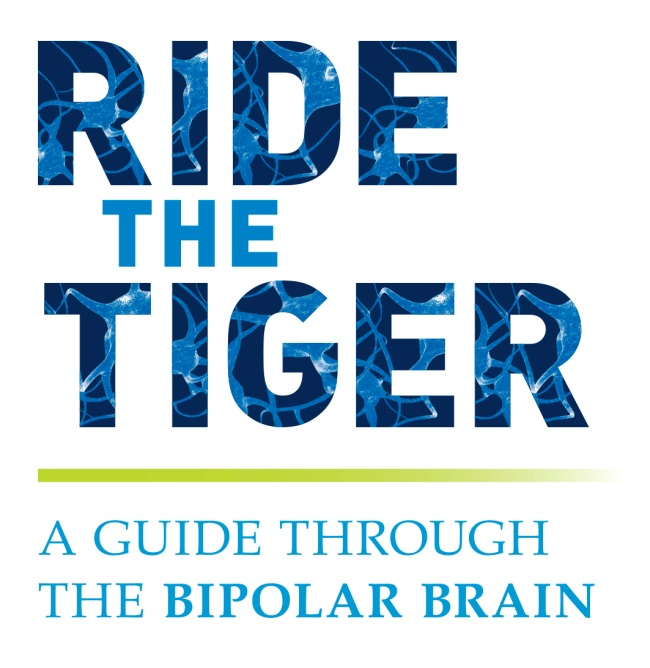 RIDE
THE
TIGER
A GUIDE THROUGH
THE BIPOLAR BRAIN